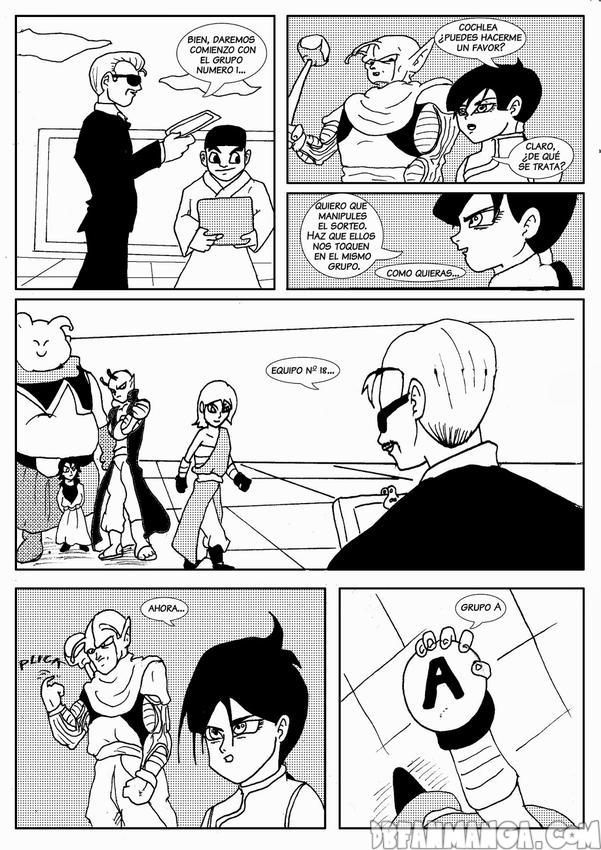 BIEN, DAREMOS
COMIENZO CON
EL GRUPO
NUMERO 1...
COCHLEA
¿PUEDES HACERME
UN FAVOR?
CLARO,
¿DE QUÉ
SE TRATA?
QUIERO QUE
MANIPULES
EL SORTEO.
HAZ QUE ELLOS
NOS TOQUEN
EN EL MISMO
GRUPO.
COMO QUIERAS...
EQUIPO Nº 18...
PLICA
AHORA...
GRUPO A
A
DBFANMANGA.COM